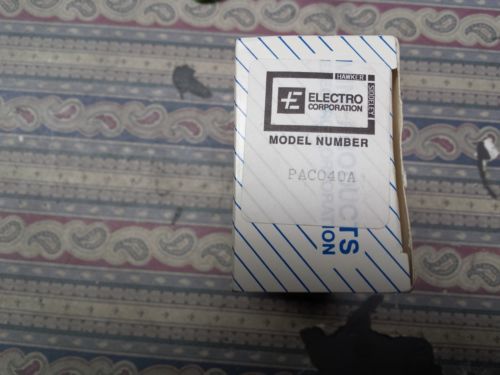 HAWKER
SIDDELEY
ELECTRO
CORPORATION
MODEL NUMBER
PAC040A